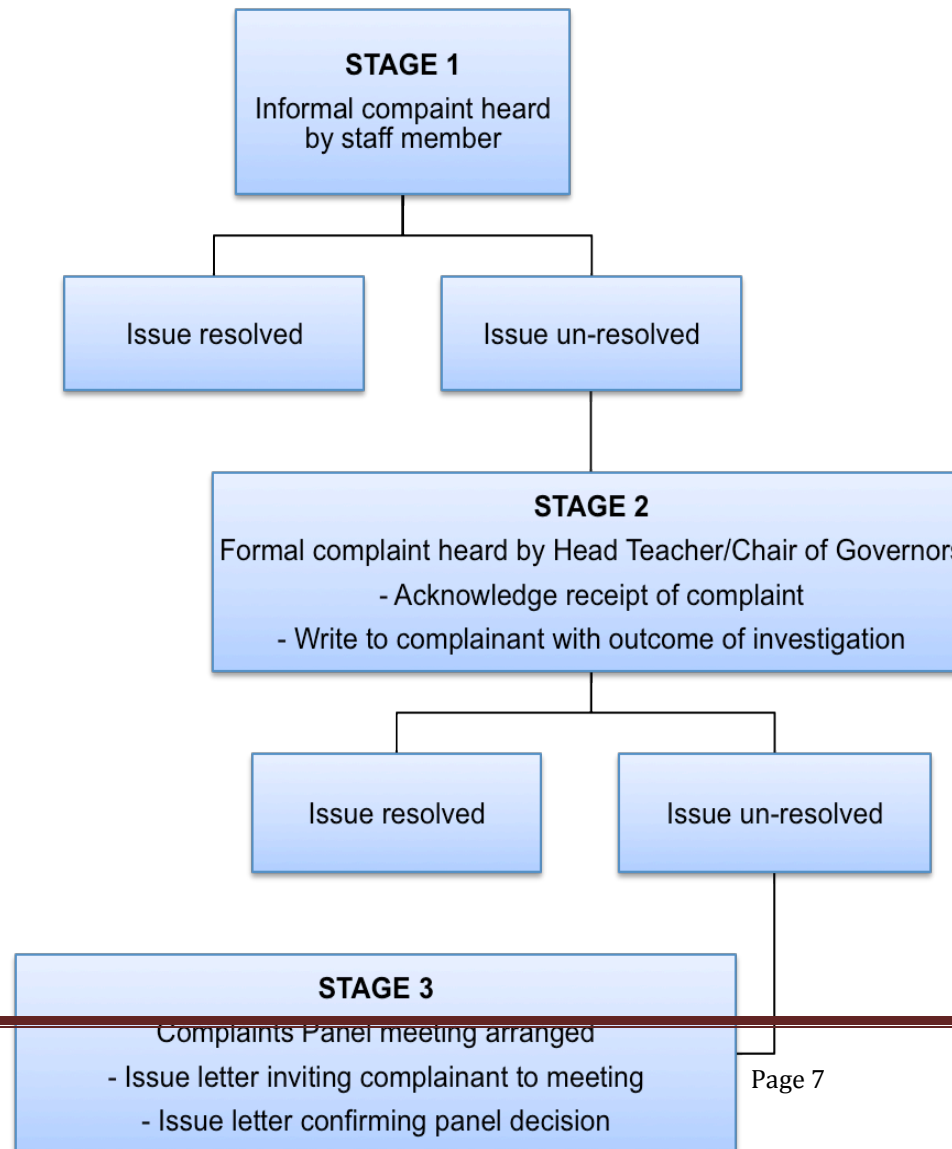 STAGE 1
Informal compaint heard
by staff member
Issue resolved
Issue un-resolved
STAGE 2
Formal complaint heard by Head Teacher/Chair of Governors
- Acknowledge receipt of complaint
- Write to complainant with outcome of investigation
Issue resolved
Issue un-resolved
STAGE 3
Complaints Panel meeting arranged
- Issue letter inviting complainant to meeting
- Issue letter confirming panel decision
Page 7